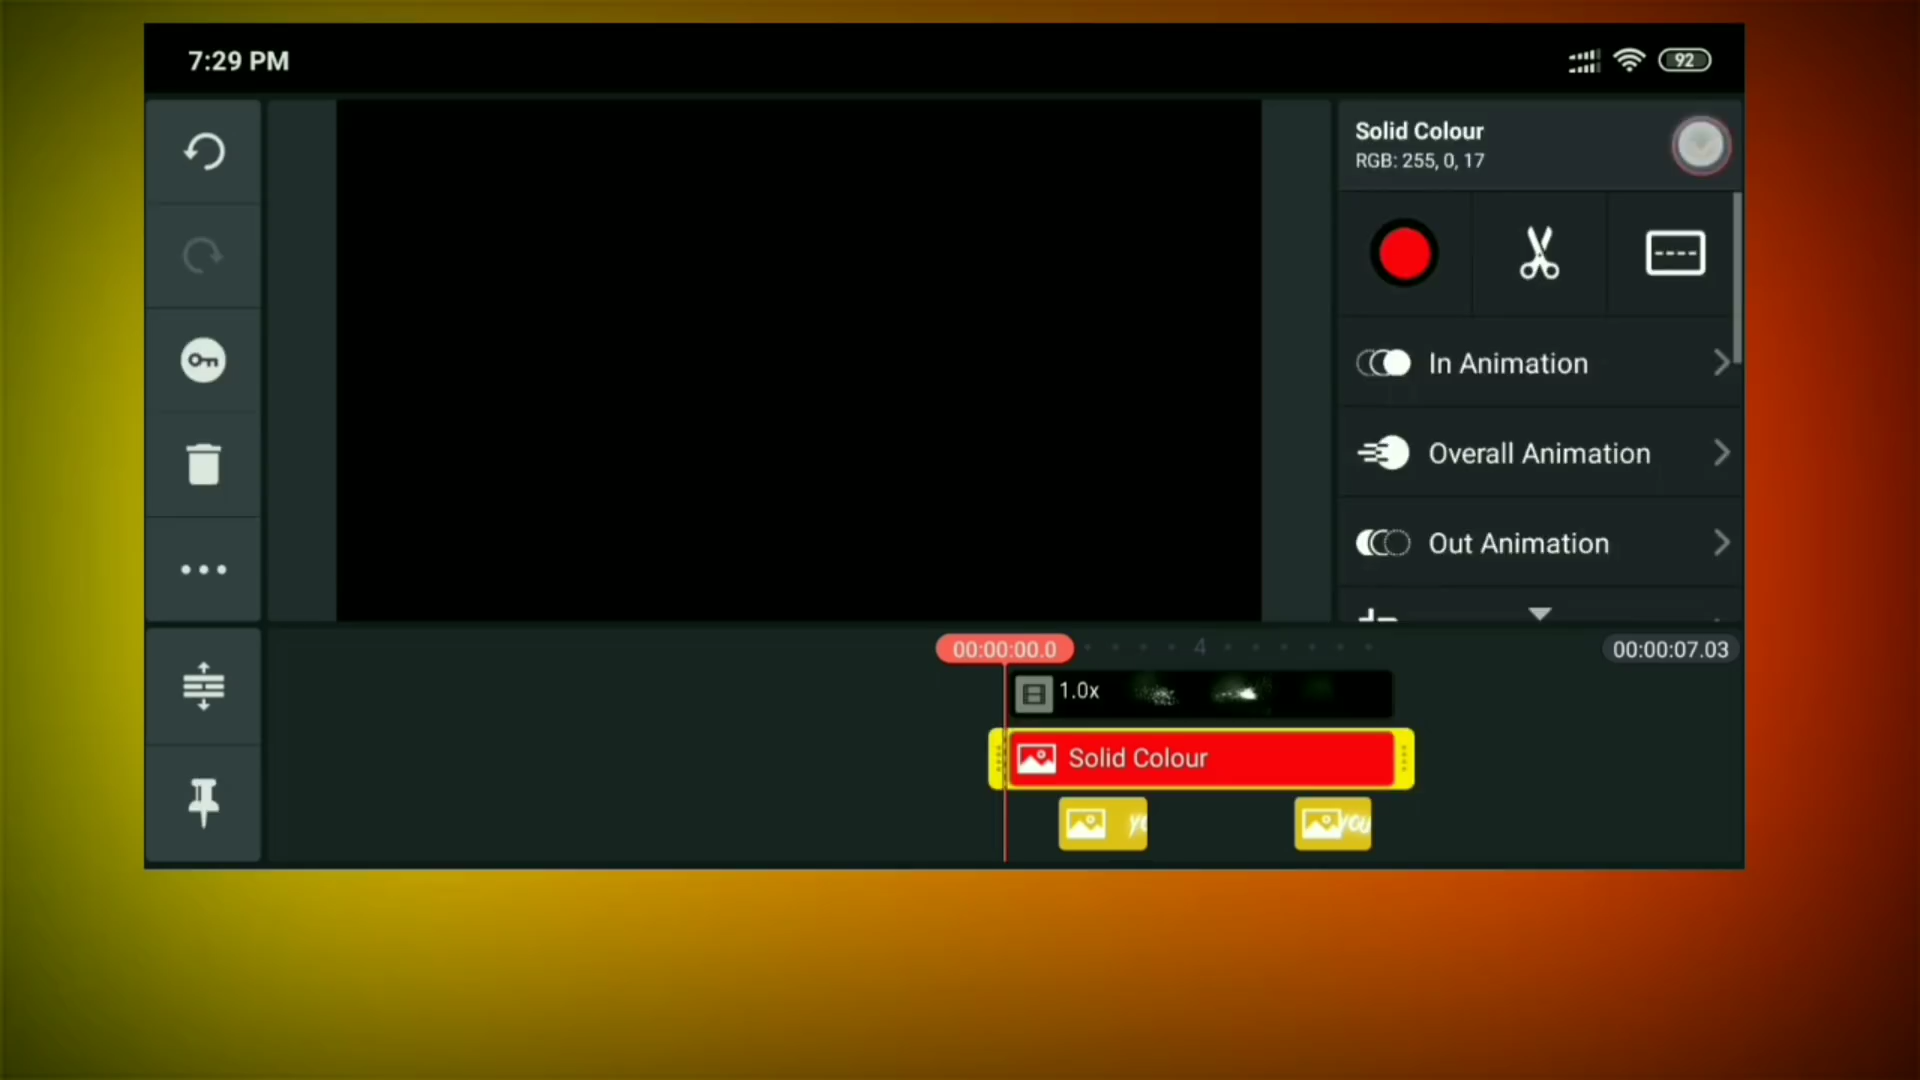 7:29 PM
92
Solid Colour
RGB: 255, 0, 17
In Animation
Overall Animation
Out Animation
00:00:00.0
4
00:00:07.03
1.0x
Solid Colour
YOU